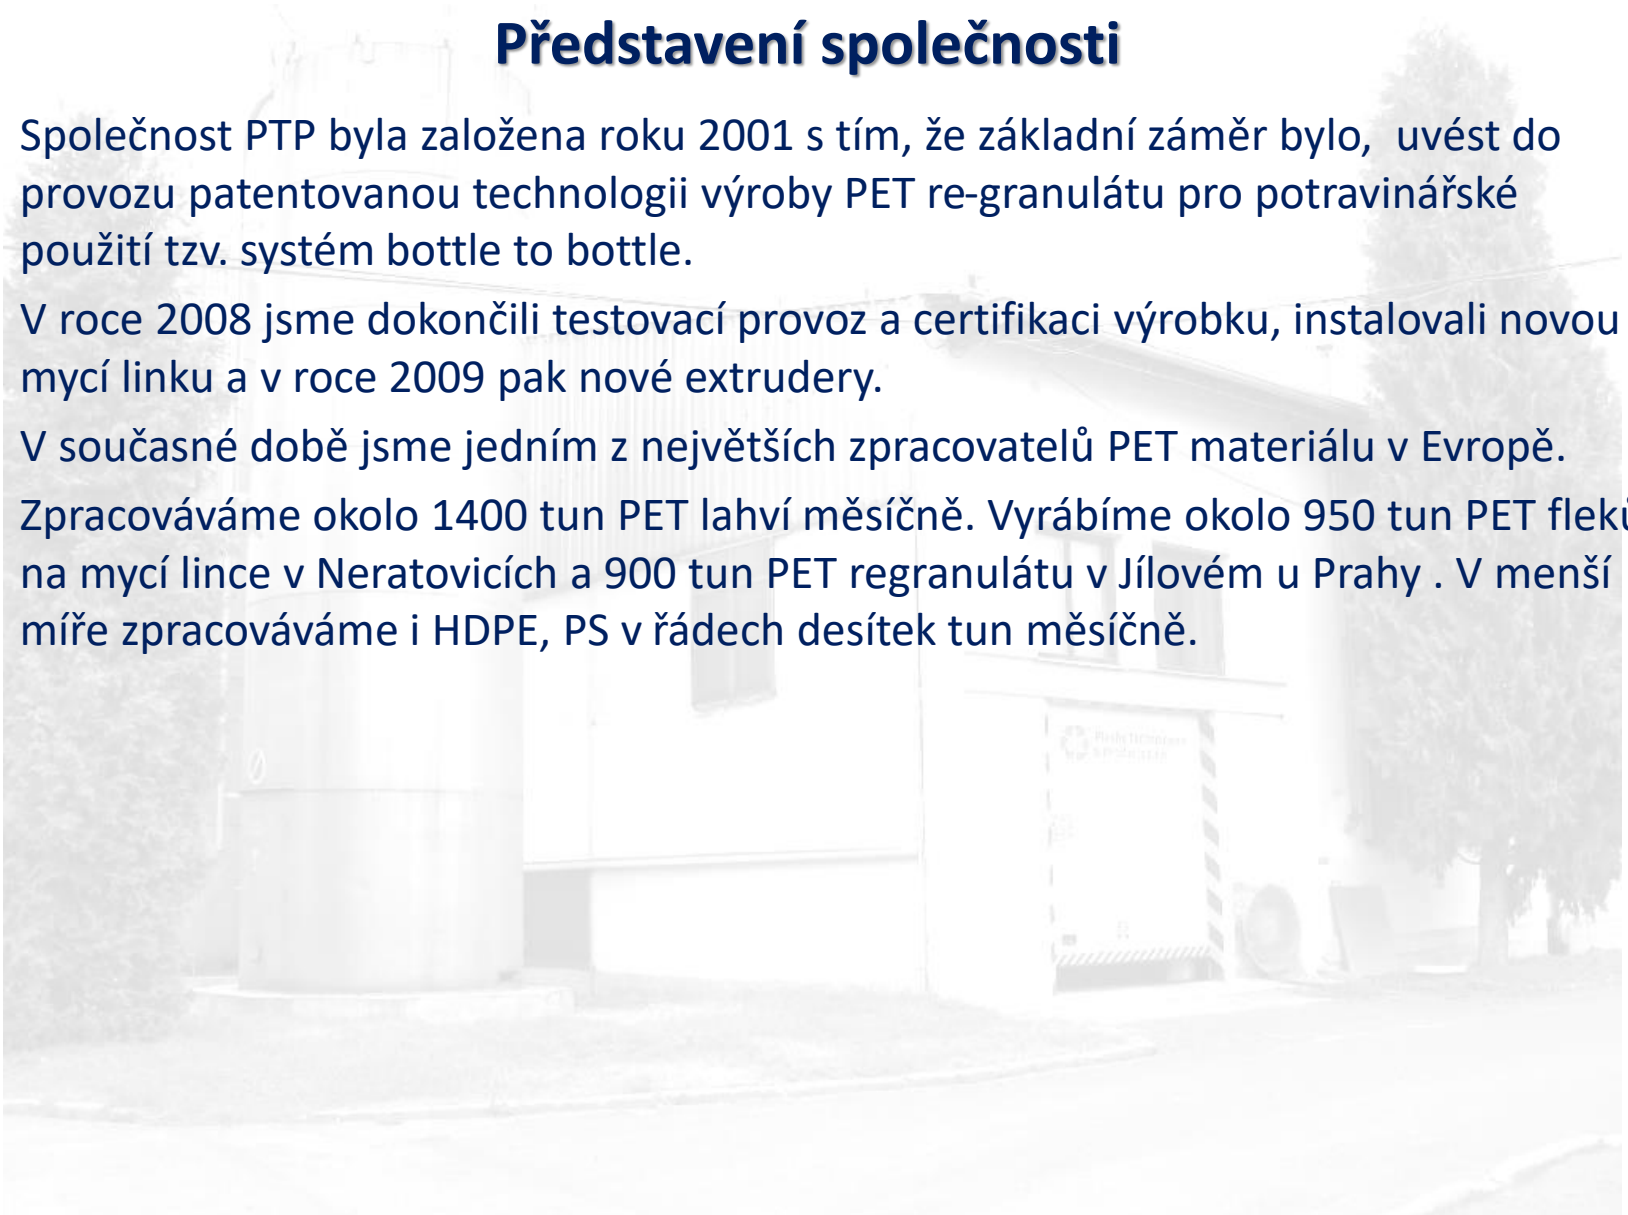 Představení společnosti
Společnost PTP byla založena roku 2001 s tím, že základní záměr bylo,  uvést do
provozu patentovanou technologii výroby PET re-granulátu pro potravinářské
použití tzv. systém bottle to bottle.
V roce 2008 jsme dokončili testovací provoz a certifikaci výrobku, instalovali novou
mycí linku a v roce 2009 pak nové extrudery.
V současné době jsme jedním z největších zpracovatelů PET materiálu v Evropě.
Zpracováváme okolo 1400 tun PET lahví měsíčně. Vyrábíme okolo 950 tun PET fleků
na mycí lince v Neratovicích a 900 tun PET regranulátu v Jílovém u Prahy . V menší
míře zpracováváme i HDPE, PS v řádech desítek tun měsíčně.